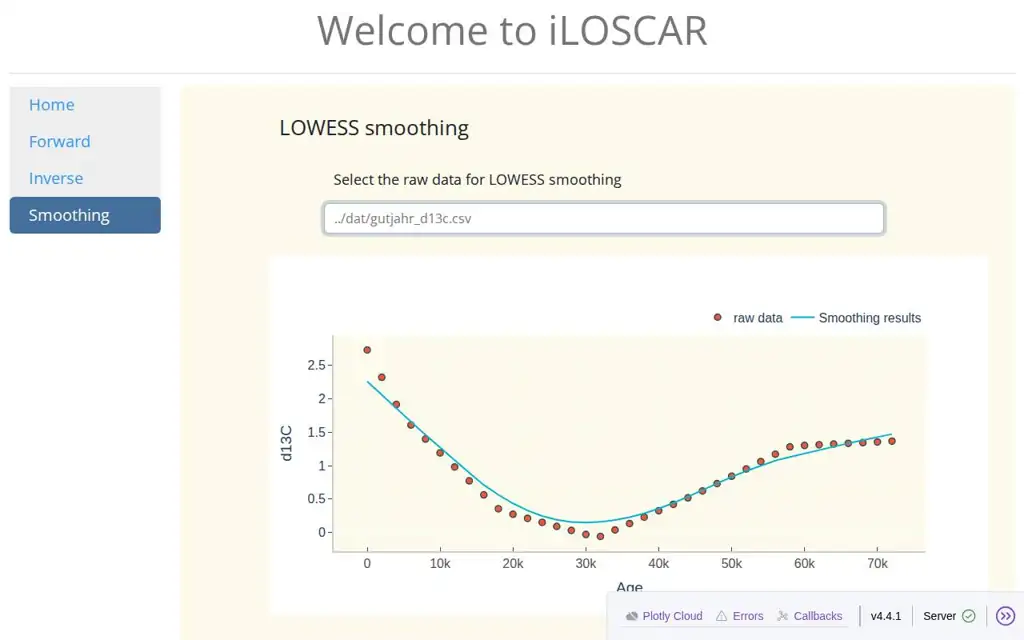 Welcome to iLOSCAR
Home
Forward
Inverse
Smoothing
LOWESS smoothing
Select the raw data for LOWESS smoothing
../dat/gutjahr_d13c.csv
raw data Smoothing results
d13C
2.5
2
1.5
1
0.5
0
0 10k 20k 30k 40k 50k 60k 70k
Age
Plotly Cloud Errors Callbacks v4.4.1 Server